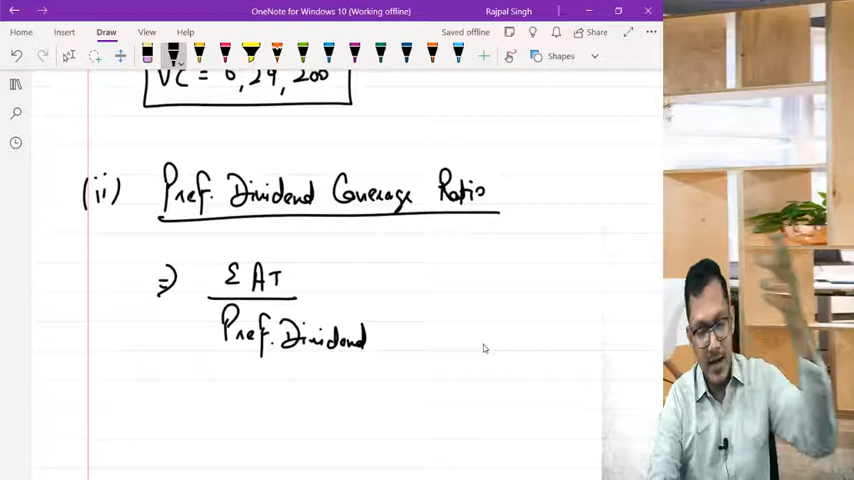 OneNote for Windows 10 (Working offline)
Rajpal Singh
Home Insert Draw View Help
Saved offline
Share
Shapes
VC = 6,24,200
(ii) Pref. Dividend Coverage Ratio
⇒ EAT
Pref. Dividend